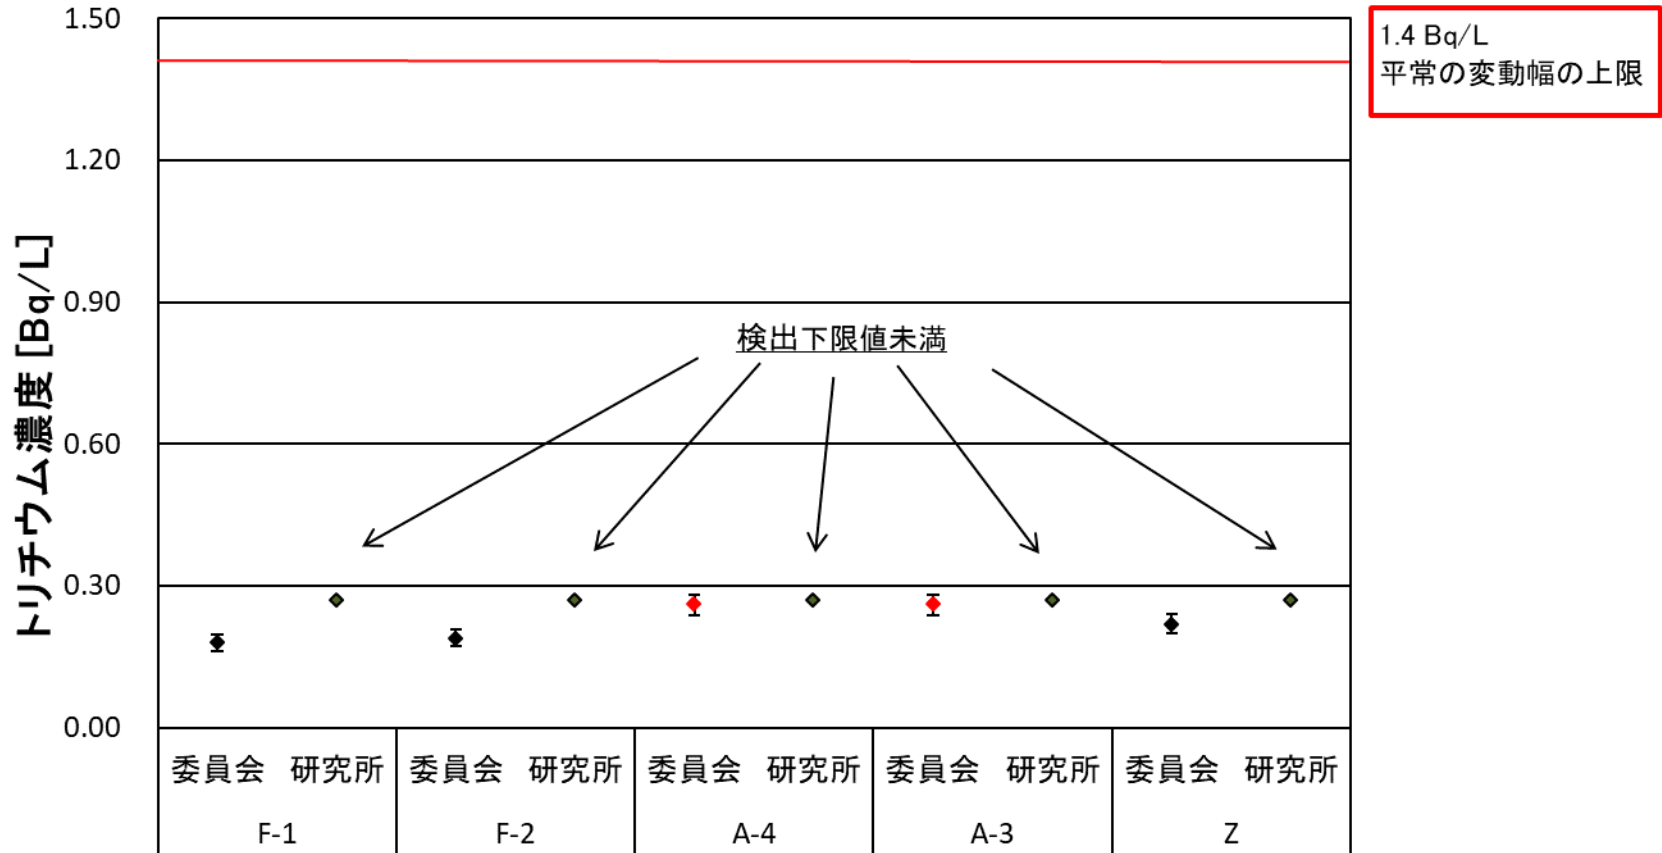 1.50
1.20
0.90
0.60
0.30
0.00
トリチウム濃度 [Bq/L]
1.4 Bq/L
平常の変動幅の上限
検出下限値未満
委員会 研究所 委員会 研究所 委員会 研究所 委員会 研究所 委員会 研究所
F-1 F-2 A-4 A-3 Z